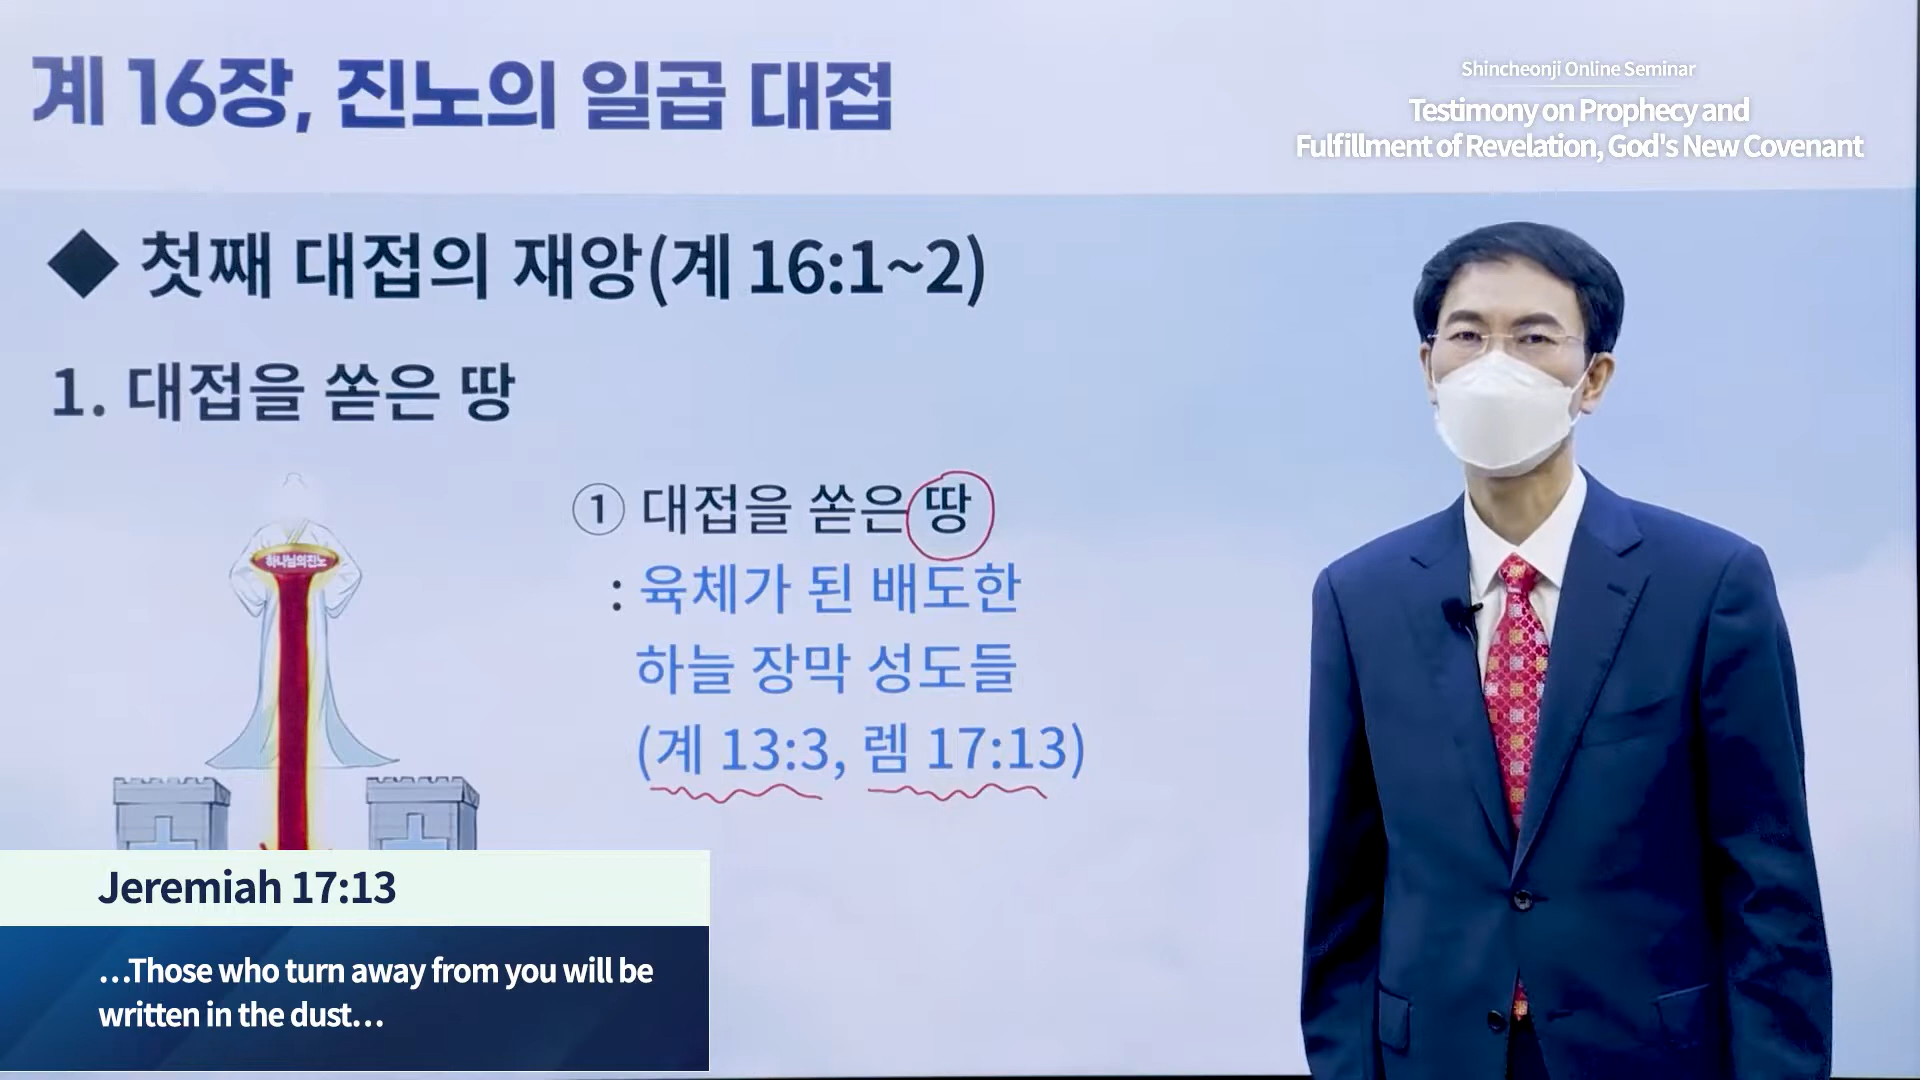 계 16장, 진노의 일곱 대접
Shincheonji Online Seminar
Testimony on Prophecy and
Fulfillment of Revelation, God's New Covenant
◆ 첫째 대접의 재앙(계 16:1~2)
1. 대접을 쏟은 땅
하나님의진노
① 대접을 쏟은 땅
: 육체가 된 배도한
하늘 장막 성도들
(계 13:3, 렘 17:13)
Jeremiah 17:13
…Those who turn away from you will be
written in the dust…